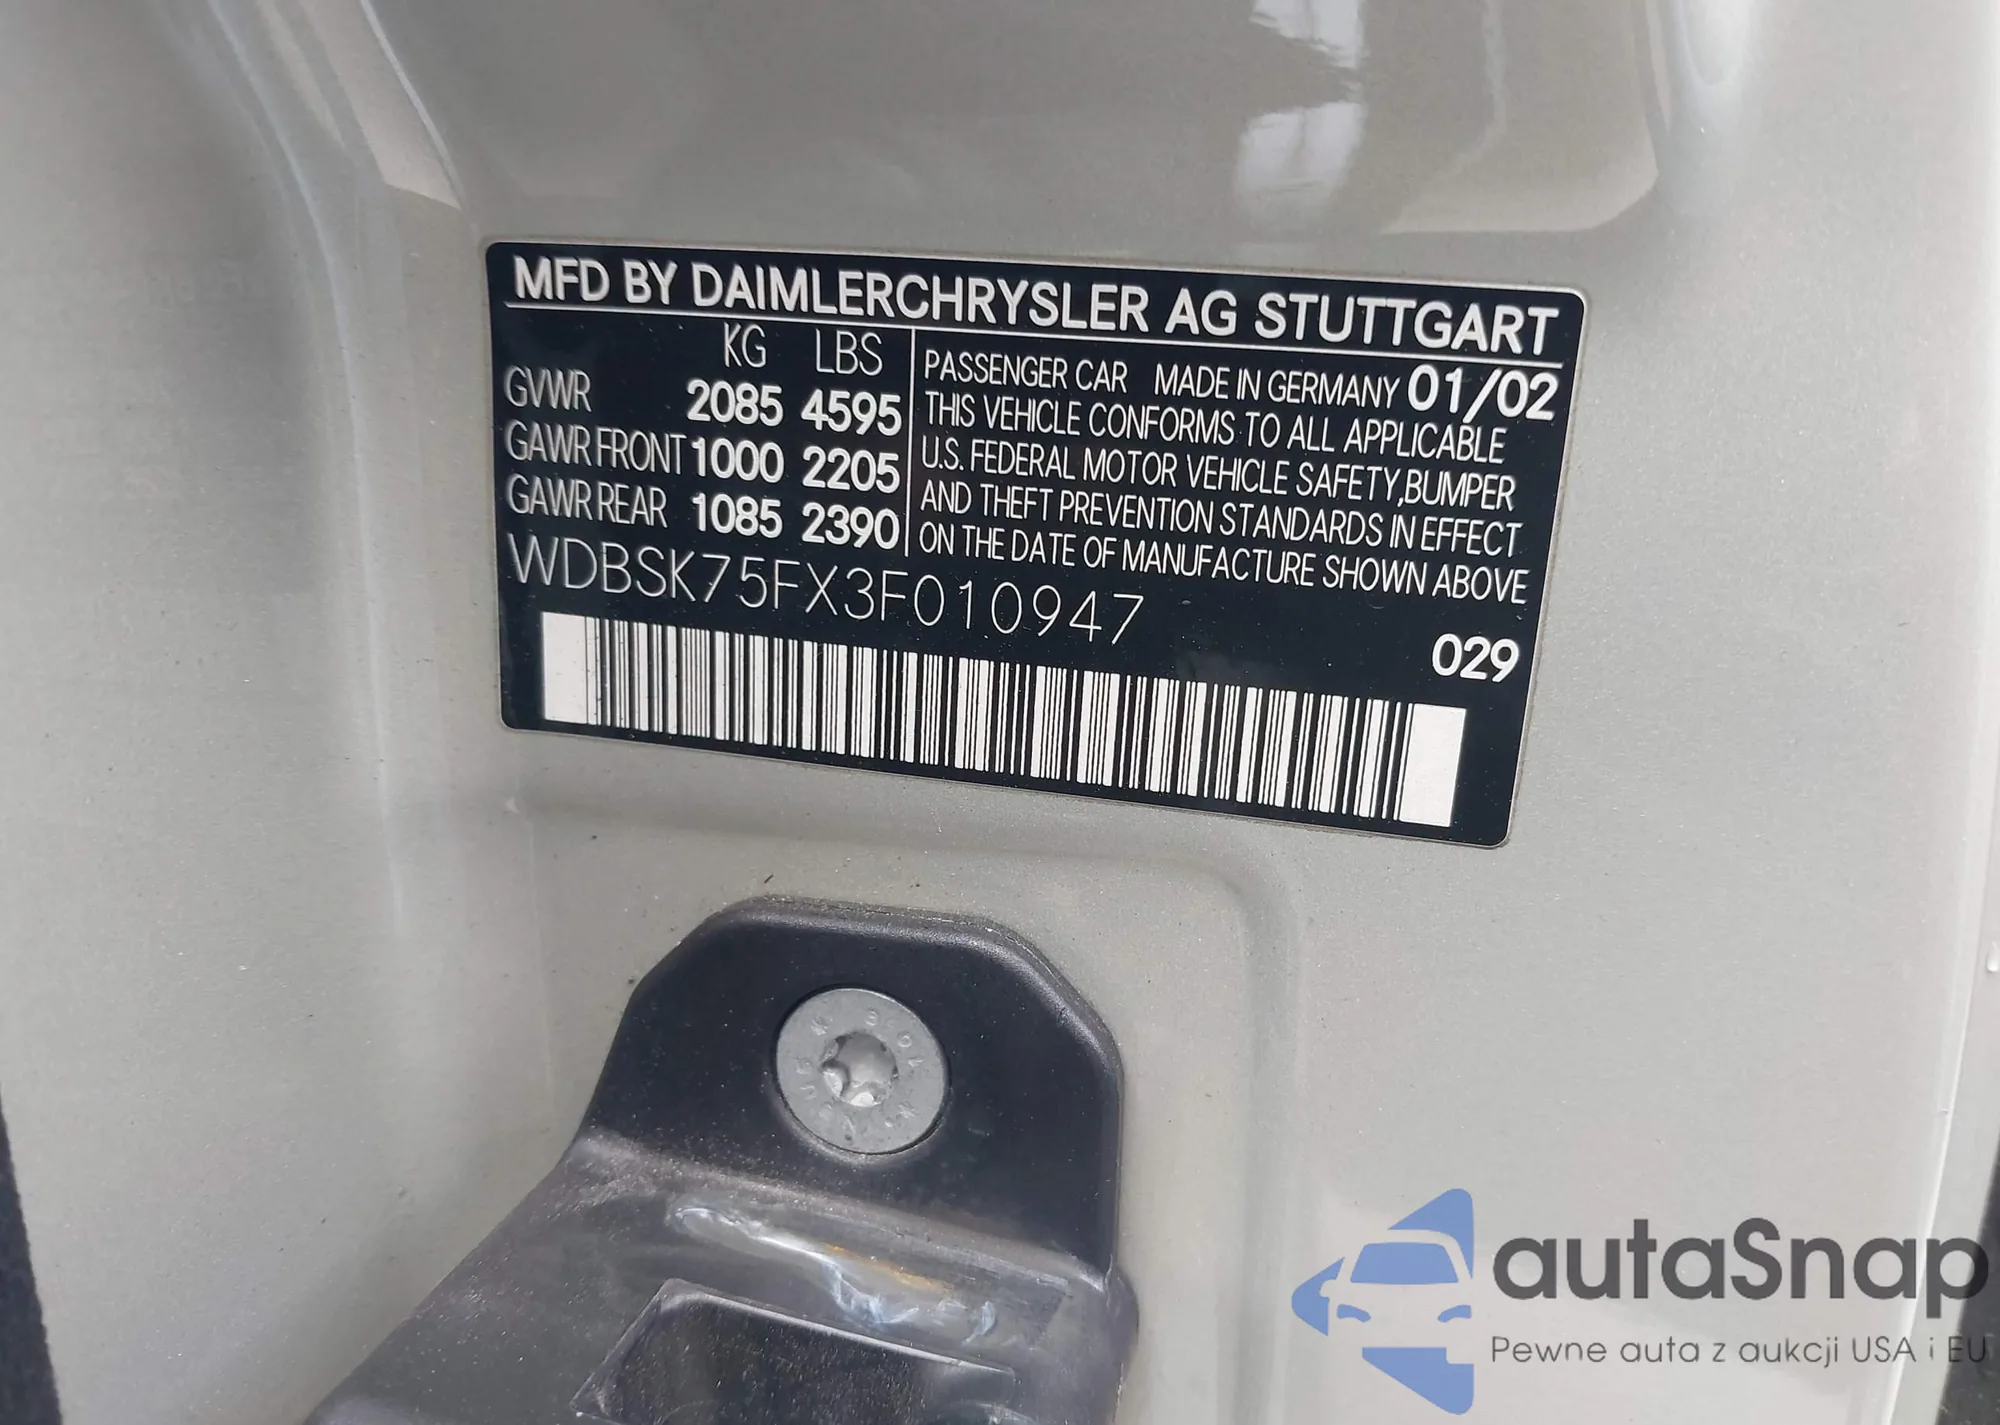 MFD BY DAIMLERCHRYSLER AG STUTTGART
KG LBS
GVWR 2085 4595
GAWR FRONT 1000 2205
GAWR REAR 1085 2390
PASSENGER CAR MADE IN GERMANY 01/02
THIS VEHICLE CONFORMS TO ALL APPLICABLE
U.S. FEDERAL MOTOR VEHICLE SAFETY, BUMPER
AND THEFT PREVENTION STANDARDS IN EFFECT
ON THE DATE OF MANUFACTURE SHOWN ABOVE
WDBSK75FX3F010947
029
autaSnap
Pewne auta z aukcji USA i EU